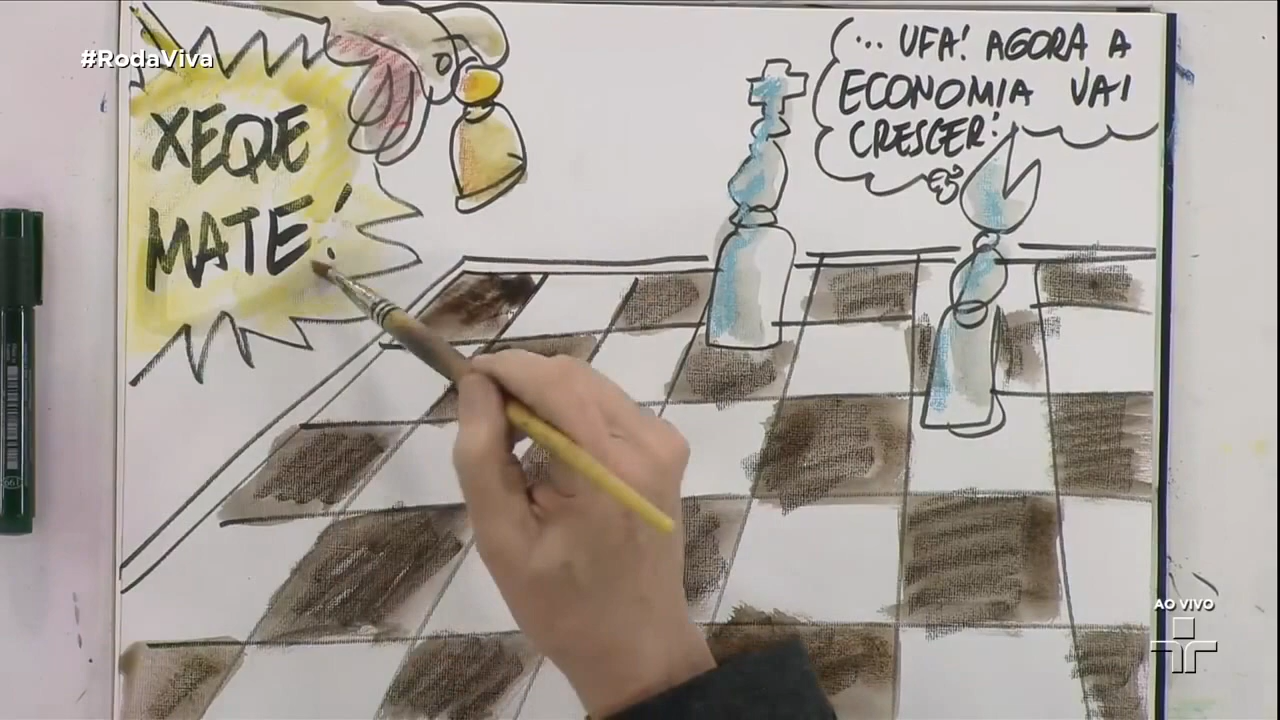 #RodaViva
XEQUE
MATE!
... UFA! AGORA A
ECONOMIA VAI
CRESCER!
AO VIVO